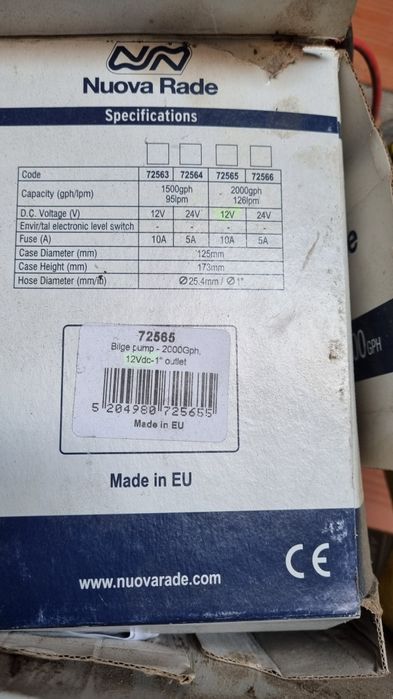 Nuova Rade
Specifications
Code 72563 72564 72565 72566
Capacity (gph/lpm) 1500gph 95lpm 2000gph 126lpm
D.C. Voltage (V) 12V 24V 12V 24V
Envir/tal electronic level switch - - - -
Fuse (A) 10A 5A 10A 5A
Case Diameter (mm) 125mm
Case Height (mm) 173mm
Hose Diameter (mm/in) Ø25.4mm / Ø1"
72565
Bilge pump - 2000Gph,
12Vdc-1" outlet
5 204980 725655
Made in EU
Made in EU
www.nuovarade.com
CE
GPH